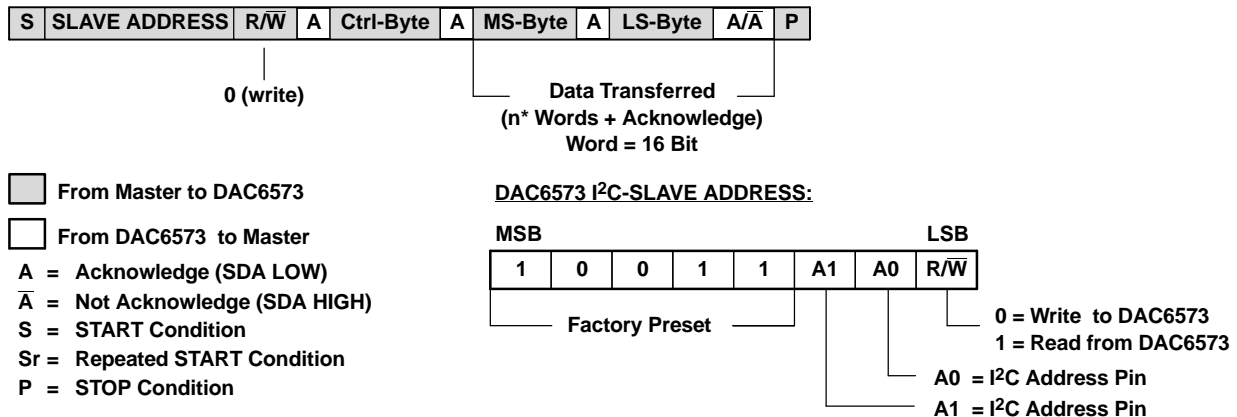 S SLAVE ADDRESS R/W̅ A Ctrl-Byte A MS-Byte A LS-Byte A/A̅ P
0 (write)
Data Transferred
(n* Words + Acknowledge)
Word = 16 Bit
From Master to DAC6573
From DAC6573 to Master
A = Acknowledge (SDA LOW)
A̅ = Not Acknowledge (SDA HIGH)
S = START Condition
Sr = Repeated START Condition
P = STOP Condition
DAC6573 I²C-SLAVE ADDRESS:
MSB LSB
1 0 0 1 1 A1 A0 R/W̅
Factory Preset
0 = Write to DAC6573
1 = Read from DAC6573
A0 = I²C Address Pin
A1 = I²C Address Pin